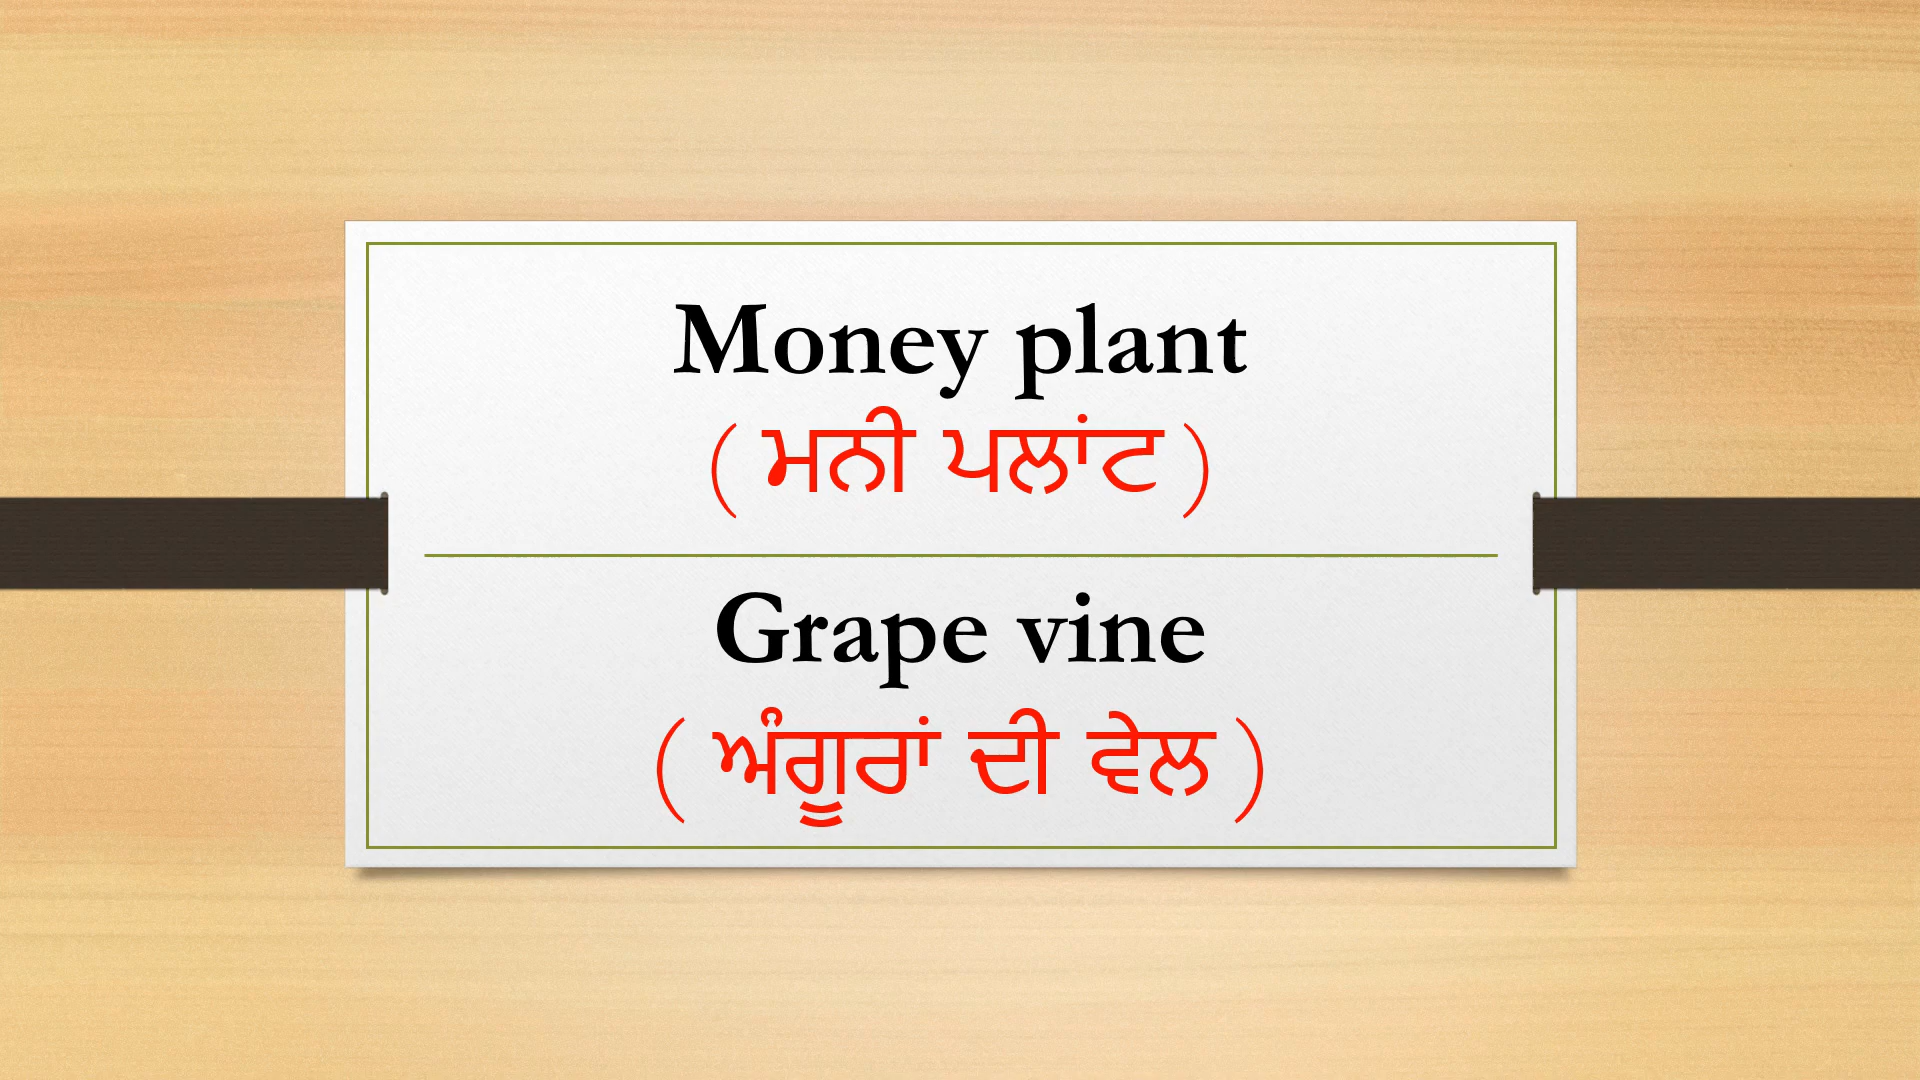 Money plant
( ਮਨੀ ਪਲਾਂਟ )
Grape vine
( ਅੰਗੂਰਾਂ ਦੀ ਵੇਲ )